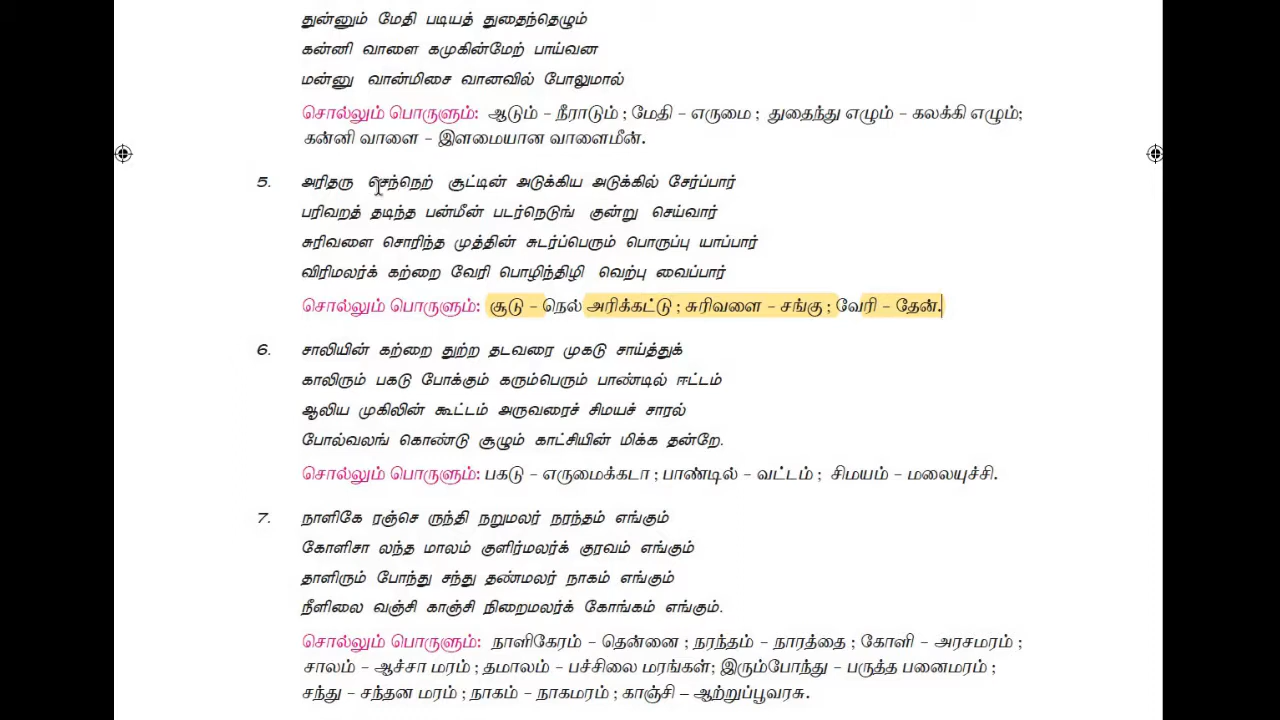 துன்னும் மேதி படியத் துதைந்தெழும்
கன்னி வாளை கமுகின்மேற் பாய்வன
மன்னு வான்மிசை வானவில் போலுமால்
சொல்லும் பொருளும்: ஆடும் – நீராடும் ; மேதி – எருமை ; துதைந்து எழும் – கலக்கி எழும்;
கன்னி வாளை – இளமையான வாளைமீன்.
5. அரிதரு செந்நெற் சூட்டின் அடுக்கிய அடுக்கில் சேர்ப்பார்
பரிவறத் தடிந்த பன்மீன் படர்நெடுங் குன்று செய்வார்
சுரிவளை சொரிந்த முத்தின் சுடர்ப்பெரும் பொருப்பு யாப்பார்
விரிமலர்க் கற்றை வேரி பொழிந்திழி வெற்பு வைப்பார்
சொல்லும் பொருளும்: சூடு – நெல் அரிக்கட்டு ; சுரிவளை – சங்கு ; வேரி – தேன்.
6. சாலியின் கற்றை துற்ற தடவரை முகடு சாய்த்துக்
காலிரும் பகடு போக்கும் கரும்பெரும் பாண்டில் ஈட்டம்
ஆலிய முகிலின் கூட்டம் அருவரைச் சிமயச் சாரல்
போல்வலங் கொண்டு சூழும் காட்சியின் மிக்க தன்றே.
சொல்லும் பொருளும்: பகடு – எருமைக்கடா ; பாண்டில் – வட்டம் ; சிமயம் – மலையுச்சி.
7. நாளிகே ரஞ்செ ருந்தி நறுமலர் நரந்தம் எங்கும்
கோளிசா லந்த மாலம் குளிர்மலர்க் குரவம் எங்கும்
தாளிரும் போந்து சந்து தண்மலர் நாகம் எங்கும்
நீளிலை வஞ்சி காஞ்சி நிறைமலர்க் கோங்கம் எங்கும்.
சொல்லும் பொருளும்: நாளிகேரம் – தென்னை ; நரந்தம் – நாரத்தை ; கோளி – அரசமரம் ;
சாலம் – ஆச்சா மரம் ; தமாலம் – பச்சிலை மரங்கள்; இரும்போந்து – பருத்த பனைமரம் ;
சந்து – சந்தன மரம் ; நாகம் – நாகமரம் ; காஞ்சி – ஆற்றுப்பூவரசு.